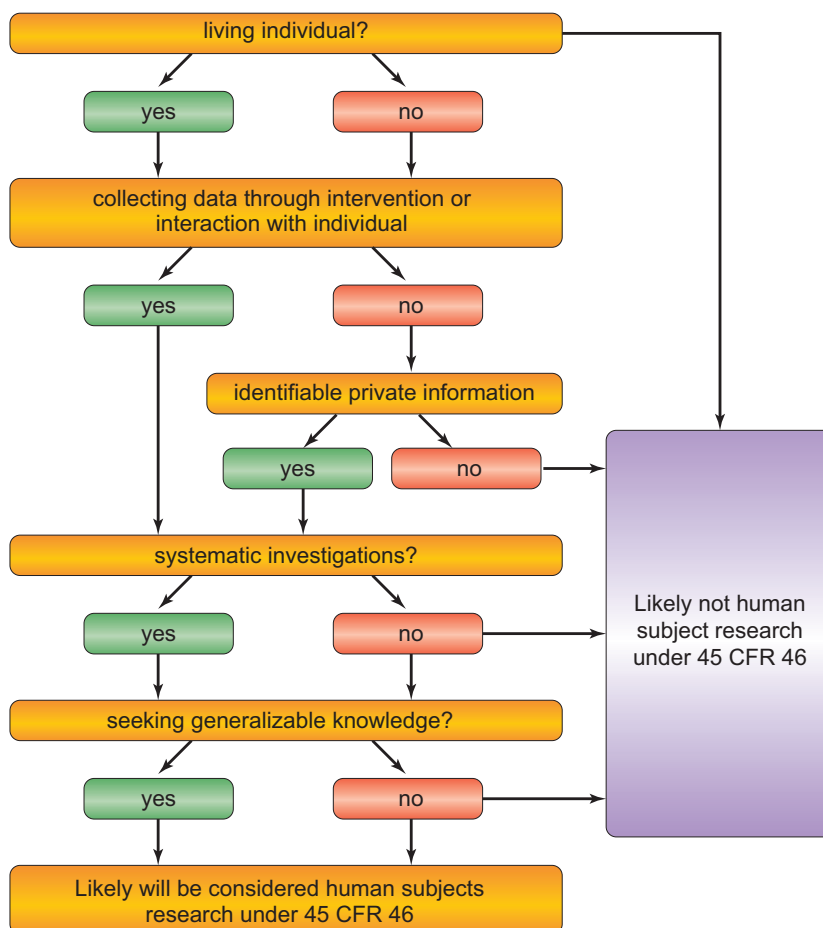 living individual?
yes
no
collecting data through intervention or
interaction with individual
yes
no
identifiable private information
yes
no
systematic investigations?
yes
no
Likely not human
subject research
under 45 CFR 46
seeking generalizable knowledge?
yes
no
Likely will be considered human subjects
research under 45 CFR 46